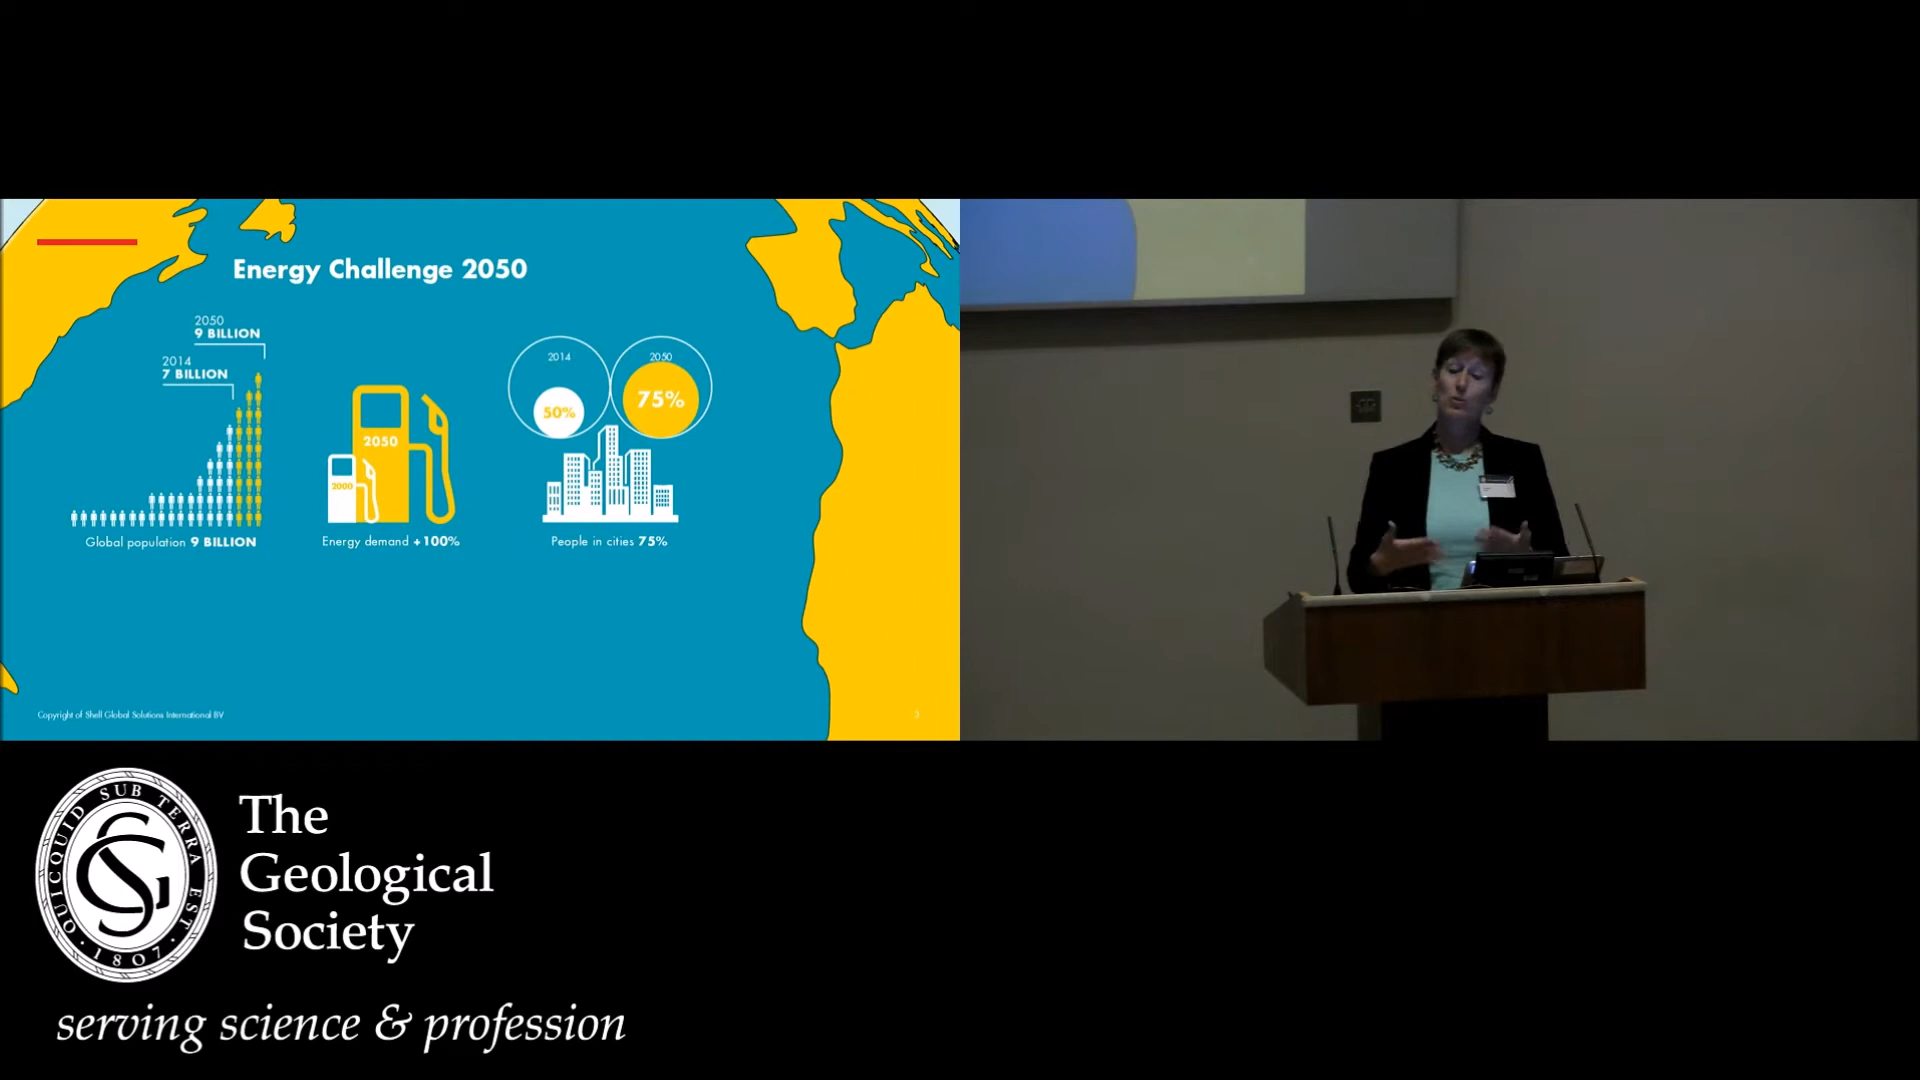 Energy Challenge 2050
2050
9 BILLION
2014
7 BILLION
Global population 9 BILLION
2050
2000
Energy demand +100%
2014
2050
50%
75%
People in cities 75%
Copyright of Shell Global Solutions International BV
3
QUICQUID SUB TERRA EST
· 1807 ·
The
Geological
Society
serving science & profession